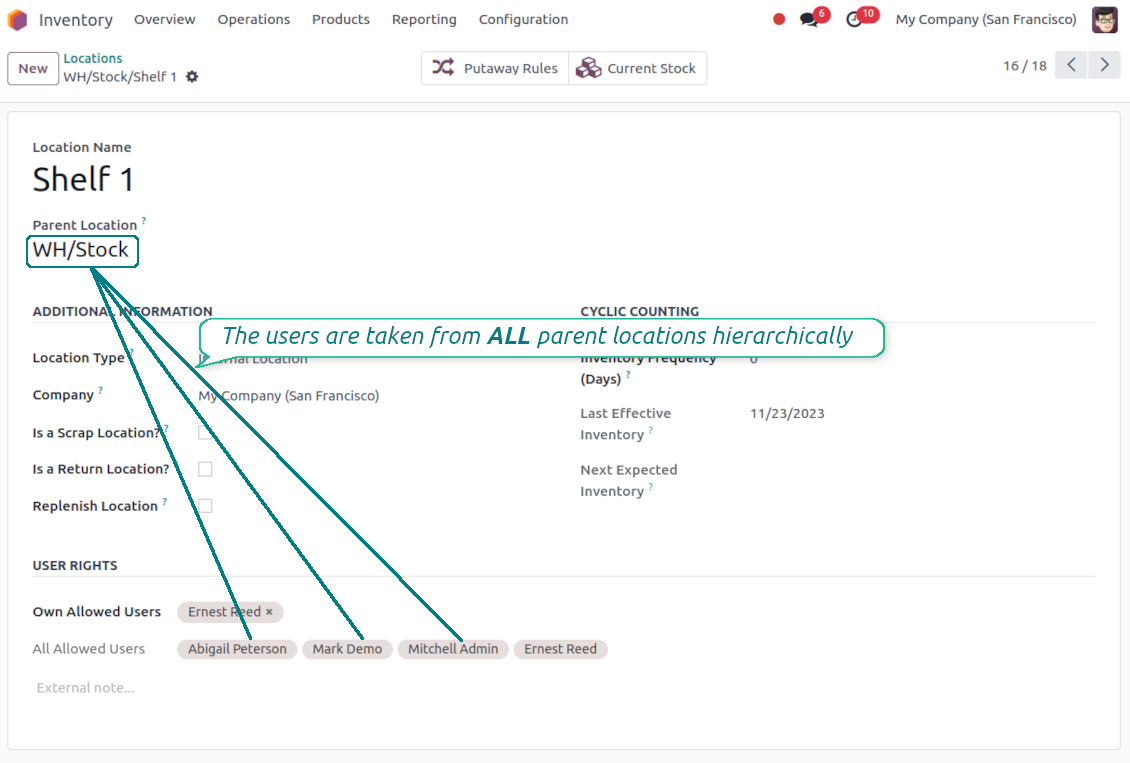 Inventory Overview Operations Products Reporting Configuration 6 10 My Company (San Francisco)
New Locations
WH/Stock/Shelf 1
Putaway Rules Current Stock 16 / 18
Location Name
Shelf 1
Parent Location ?
WH/Stock
ADDITIONAL INFORMATION CYCLIC COUNTING
The users are taken from ALL parent locations hierarchically
Location Type ? Internal Location Inventory Frequency 0
(Days) ?
Company ? My Company (San Francisco)
Last Effective 11/23/2023
Inventory ?
Is a Scrap Location? ?
Is a Return Location? Next Expected
Inventory ?
Replenish Location ?
USER RIGHTS
Own Allowed Users Ernest Reed ×
All Allowed Users Abigail Peterson Mark Demo Mitchell Admin Ernest Reed
External note...